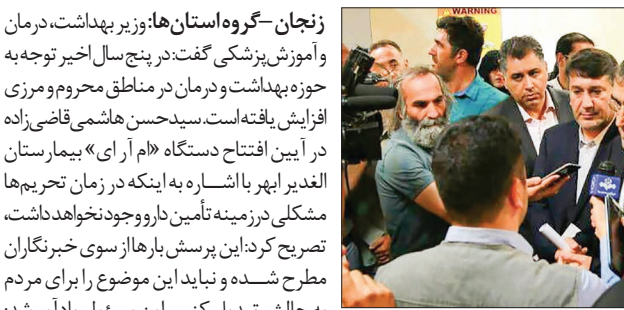 زنجان – گروه استان‌ها: وزیر بهداشت، درمان
و آموزش پزشکی گفت: در پنج سال اخیر توجه به
حوزه بهداشت و درمان در مناطق محروم و مرزی
افزایش یافته است. سید حسن هاشمی قاضی‌زاده
در آیین افتتاح دستگاه «ام آر ای» بیمارستان
الغدیر ابهر با اشاره به اینکه در زمان تحریم‌ها
مشکلی در زمینه تأمین دارو وجود نخواهد داشت،
تصریح کرد: این پرسش بارها از سوی خبرنگاران
مطرح شده و نباید این موضوع را برای مردم
WARNING